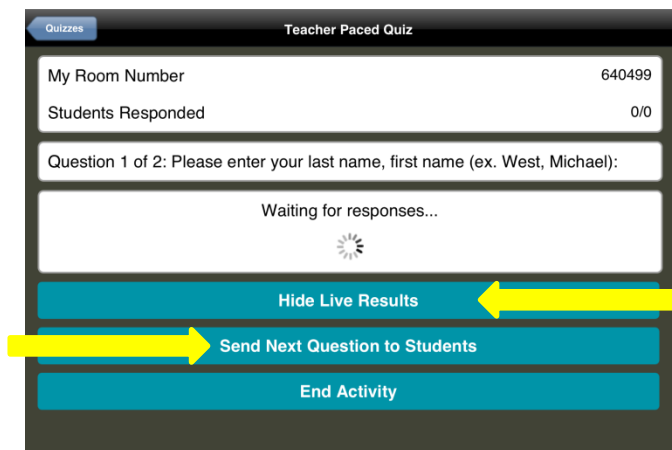 Quizzes
Teacher Paced Quiz
My Room Number 640499
Students Responded 0/0
Question 1 of 2: Please enter your last name, first name (ex. West, Michael):
Waiting for responses...
Hide Live Results
Send Next Question to Students
End Activity